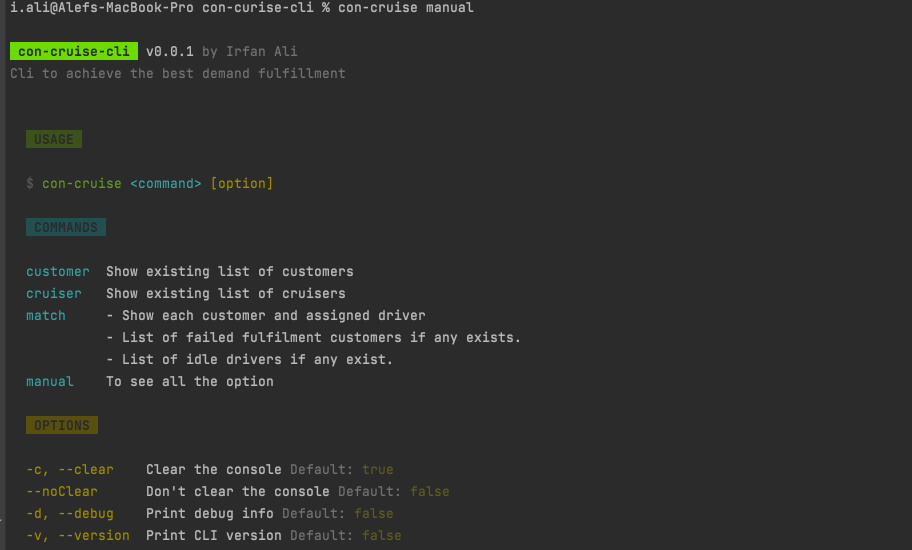 i.ali@Alefs-MacBook-Pro con-curise-cli % con-cruise manual
con-cruise-cli v0.0.1 by Irfan Ali
Cli to achieve the best demand fulfillment
USAGE
$ con-cruise <command> [option]
COMMANDS
customer Show existing list of customers
cruiser Show existing list of cruisers
match - Show each customer and assigned driver
- List of failed fulfilment customers if any exists.
- List of idle drivers if any exist.
manual To see all the option
OPTIONS
-c, --clear Clear the console Default: true
--noClear Don't clear the console Default: false
-d, --debug Print debug info Default: false
-v, --version Print CLI version Default: false